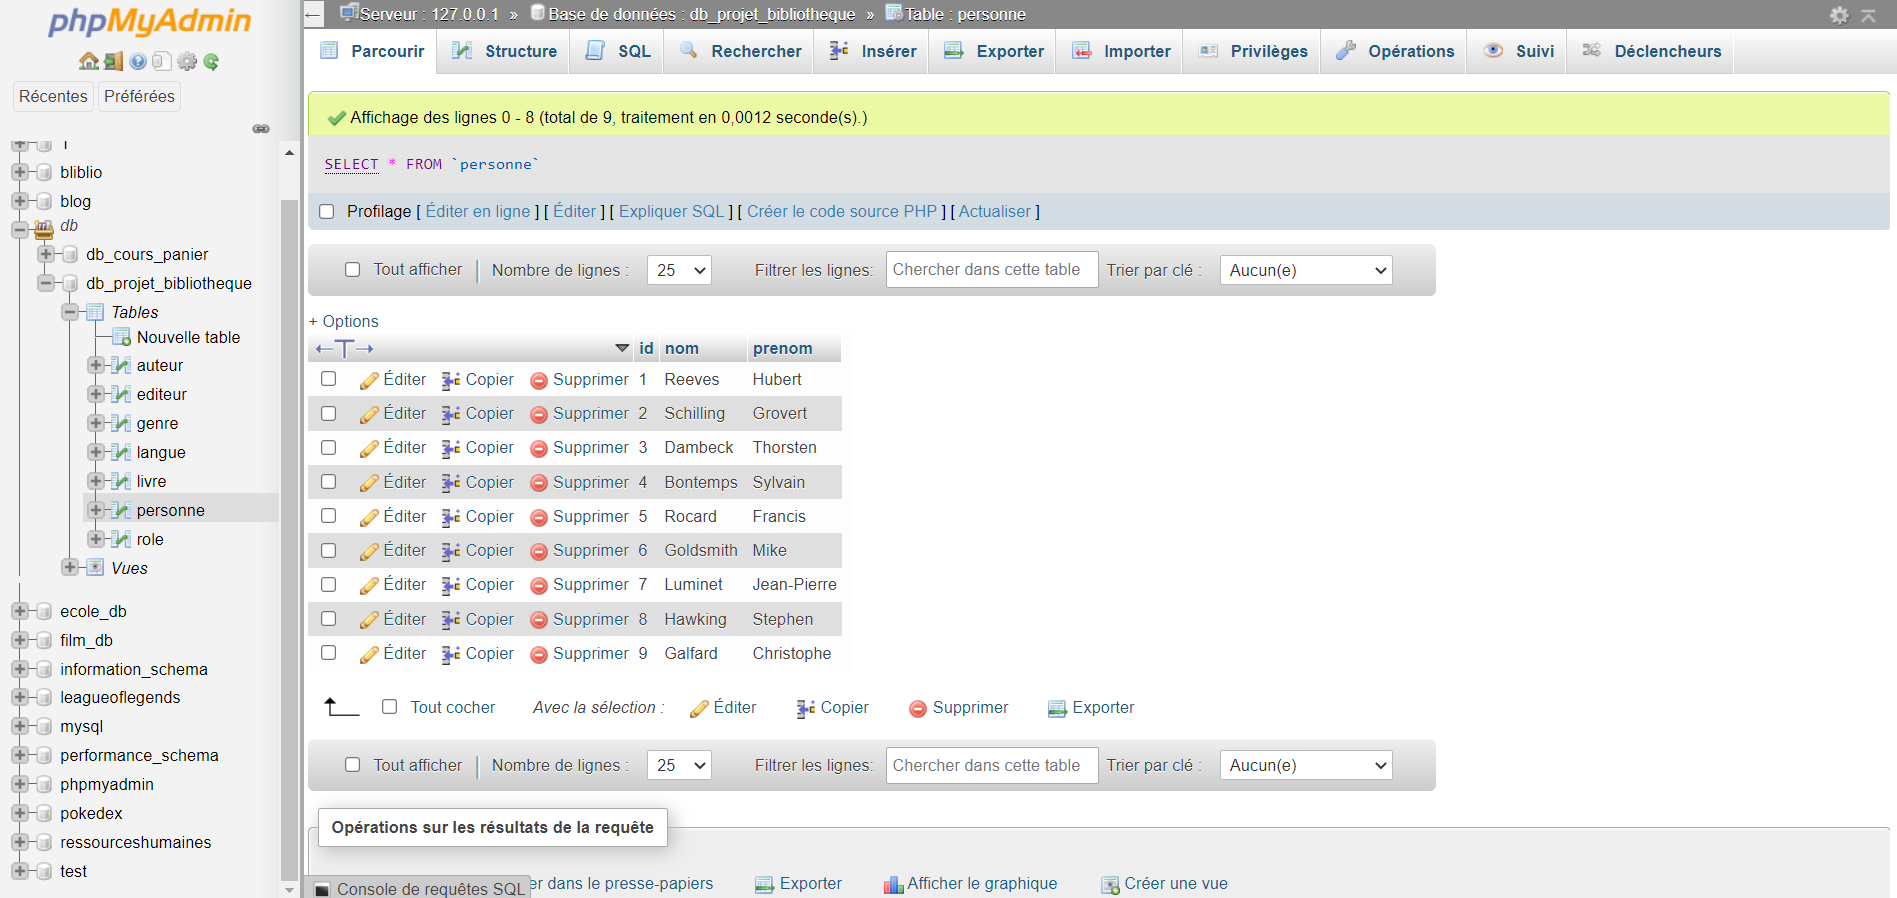 phpMyAdmin
Récentes Préférées
bliblio
blog
db
db_cours_panier
db_projet_bibliotheque
Tables
Nouvelle table
auteur
editeur
genre
langue
livre
personne
role
Vues
ecole_db
film_db
information_schema
leagueoflegends
mysql
performance_schema
phpmyadmin
pokedex
ressourceshumaines
test
Serveur : 127.0.0.1 » Base de données : db_projet_bibliotheque » Table : personne
Parcourir Structure SQL Rechercher Insérer Exporter Importer Privilèges Opérations Suivi Déclencheurs
Affichage des lignes 0 - 8 (total de 9, traitement en 0,0012 seconde(s).)
SELECT * FROM `personne`
Profilage [ Éditer en ligne ] [ Éditer ] [ Expliquer SQL ] [ Créer le code source PHP ] [ Actualiser ]
Tout afficher | Nombre de lignes : 25 Filtrer les lignes: Chercher dans cette table Trier par clé : Aucun(e)
+ Options
←T→ id nom prenom
Éditer Copier Supprimer 1 Reeves Hubert
Éditer Copier Supprimer 2 Schilling Grovert
Éditer Copier Supprimer 3 Dambeck Thorsten
Éditer Copier Supprimer 4 Bontemps Sylvain
Éditer Copier Supprimer 5 Rocard Francis
Éditer Copier Supprimer 6 Goldsmith Mike
Éditer Copier Supprimer 7 Luminet Jean-Pierre
Éditer Copier Supprimer 8 Hawking Stephen
Éditer Copier Supprimer 9 Galfard Christophe
Tout cocher Avec la sélection : Éditer Copier Supprimer Exporter
Tout afficher | Nombre de lignes : 25 Filtrer les lignes: Chercher dans cette table Trier par clé : Aucun(e)
Opérations sur les résultats de la requête
Console de requêtes SQL er dans le presse-papiers Exporter Afficher le graphique Créer une vue